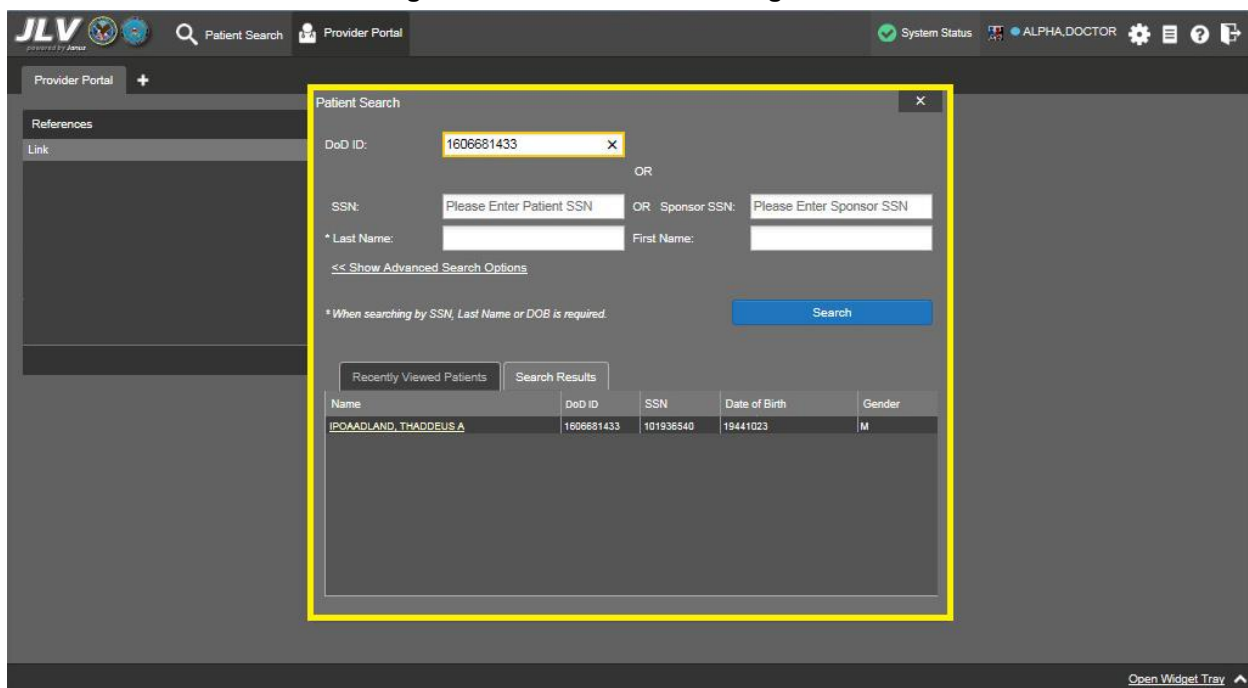 JLV Patient Search Provider Portal System Status ALPHA,DOCTOR
powered by Janus
Provider Portal +
Patient Search X
References
Link
DoD ID: 1606681433 X
OR
SSN: Please Enter Patient SSN OR Sponsor SSN: Please Enter Sponsor SSN
* Last Name: First Name:
<< Show Advanced Search Options
* When searching by SSN, Last Name or DOB is required. Search
Recently Viewed Patients Search Results
Name DoD ID SSN Date of Birth Gender
IPOAADLAND, THADDEUS A 1606681433 101936540 19441023 M
Open Widget Tray